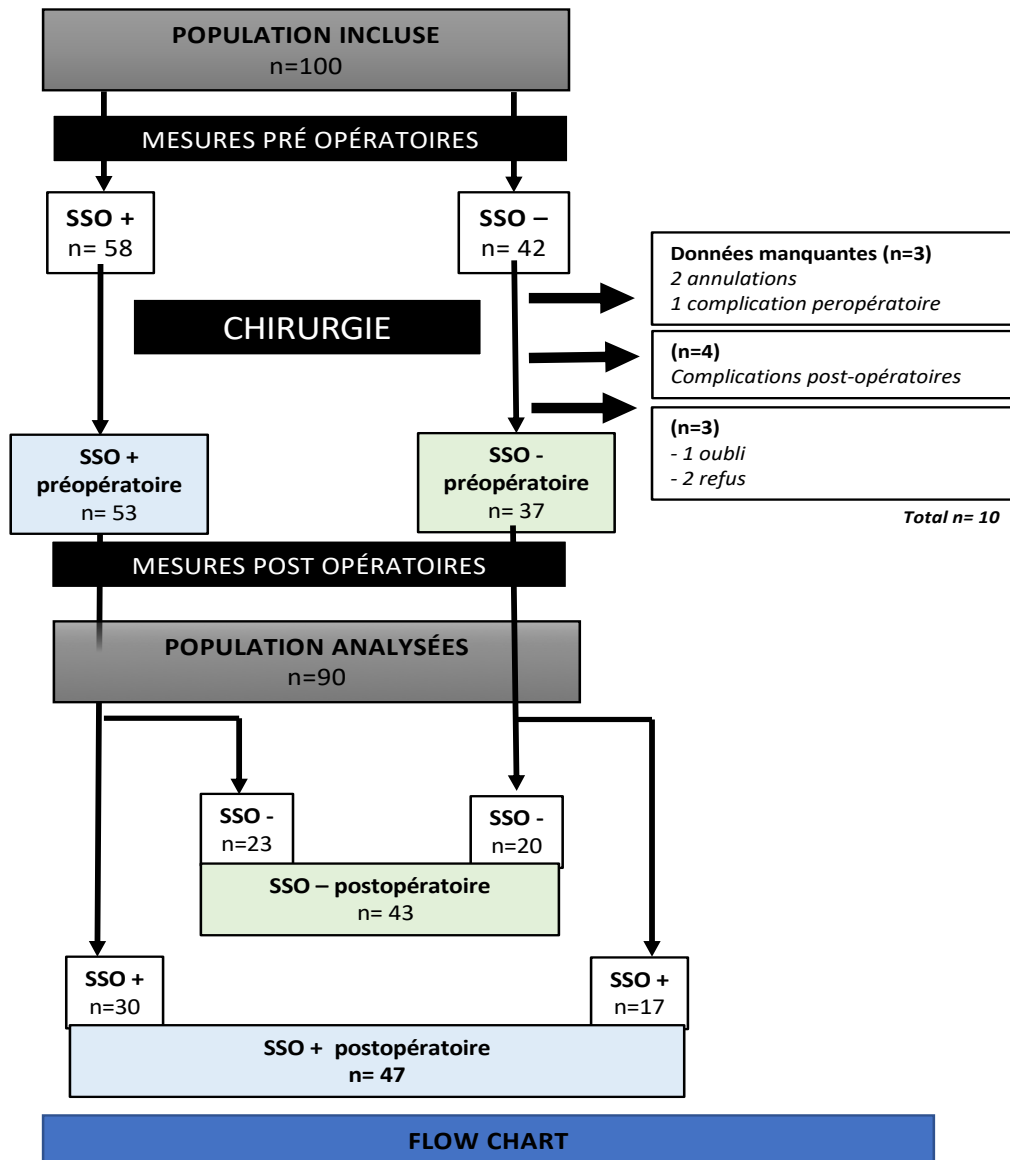 POPULATION INCLUSE
n=100
MESURES PRÉ OPÉRATOIRES
SSO +
n= 58
SSO –
n= 42
Données manquantes (n=3)
2 annulations
1 complication peropératoire
CHIRURGIE
(n=4)
Complications post-opératoires
(n=3)
- 1 oubli
- 2 refus
Total n= 10
SSO +
préopératoire
n= 53
SSO -
préopératoire
n= 37
MESURES POST OPÉRATOIRES
POPULATION ANALYSÉES
n=90
SSO -
n=23
SSO -
n=20
SSO – postopératoire
n= 43
SSO +
n=30
SSO +
n=17
SSO + postopératoire
n= 47
FLOW CHART